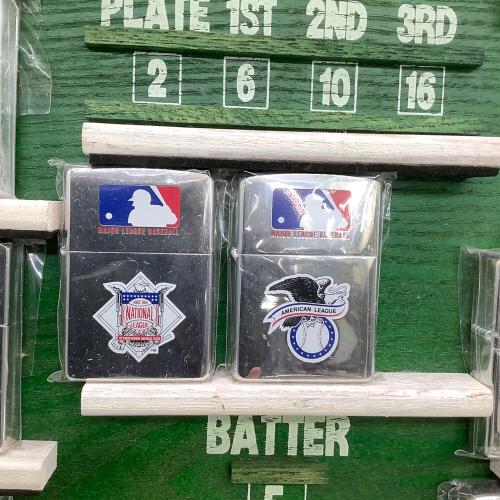 PLATE 1ST 2ND 3RD
2 6 10 16
MAJOR LEAGUE BASEBALL
NATIONAL
LEAGUE
MAJOR LEAGUE BASEBALL
AMERICAN LEAGUE
BATTER